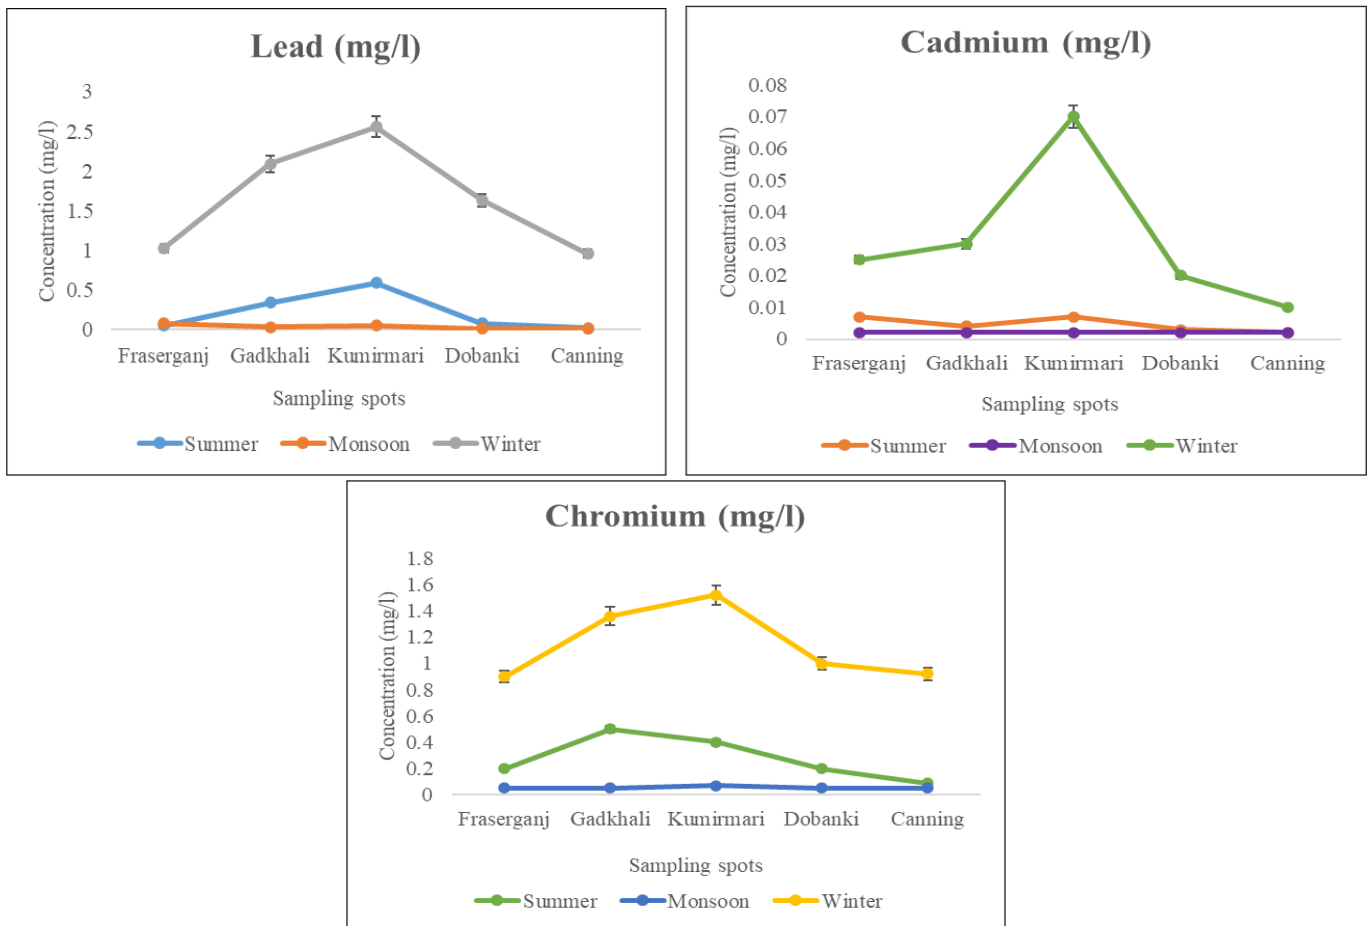 Lead (mg/l)
Concentration (mg/l)
3
2.5
2
1.5
1
0.5
0
Fraserganj Gadkhali Kumirmari Dobanki Canning
Sampling spots
Summer Monsoon Winter
Cadmium (mg/l)
Concentration (mg/l)
0.08
0.07
0.06
0.05
0.04
0.03
0.02
0.01
0
Fraserganj Gadkhali Kumirmari Dobanki Canning
Sampling spots
Summer Monsoon Winter
Chromium (mg/l)
Concentration (mg/l)
1.8
1.6
1.4
1.2
1
0.8
0.6
0.4
0.2
0
Fraserganj Gadkhali Kumirmari Dobanki Canning
Sampling spots
Summer Monsoon Winter